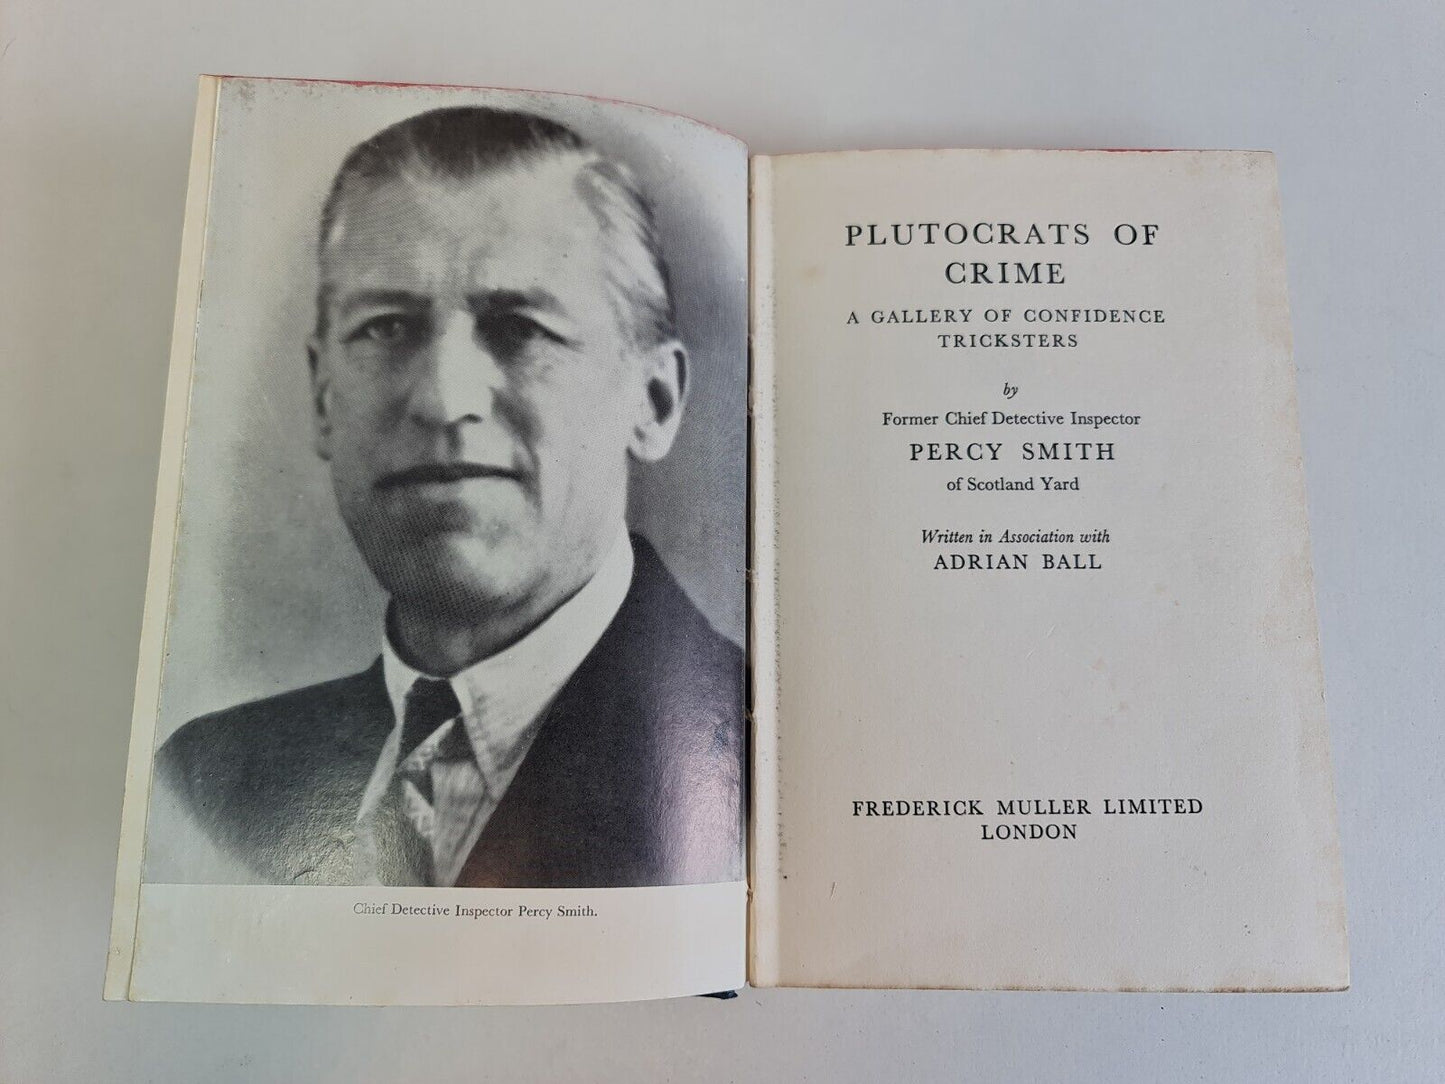 Chief Detective Inspector Percy Smith.
PLUTOCRATS OF
CRIME
A GALLERY OF CONFIDENCE
TRICKSTERS
by
Former Chief Detective Inspector
PERCY SMITH
of Scotland Yard
Written in Association with
ADRIAN BALL
FREDERICK MULLER LIMITED
LONDON